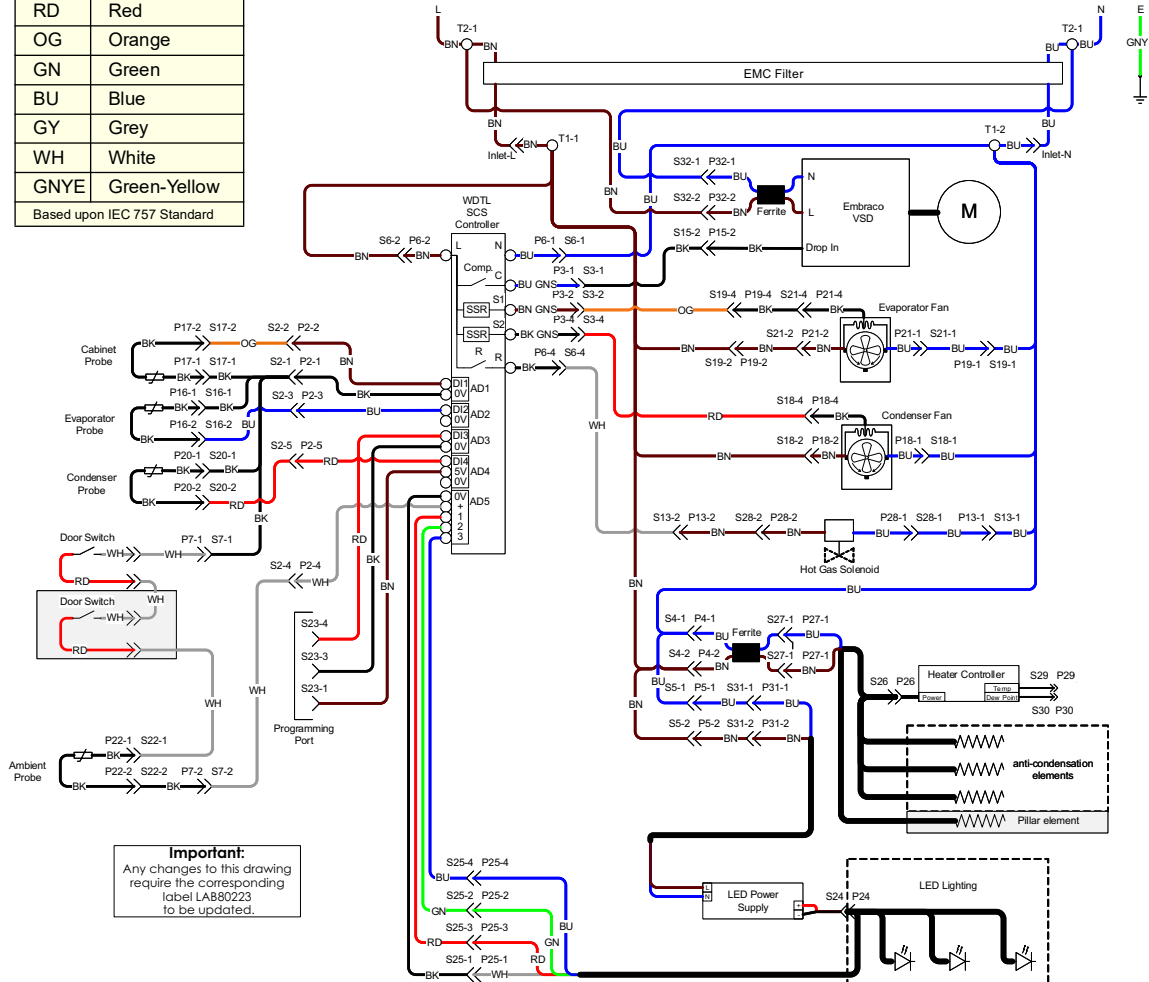 RD Red
OG Orange
GN Green
BU Blue
GY Grey
WH White
GNYE Green-Yellow
Based upon IEC 757 Standard
L
N
E
T2-1
T2-1
BN
BN
BU
GNY
EMC Filter
BN
BU
BU
T1-1
T1-2
BN
BU
Inlet-L
Inlet-N
S32-1 P32-1
BU
N
BN
BU
S32-2 P32-2
BN
L
Ferrite
Embraco
VSD
M
S15-2 P15-2
BK
BK
Drop In
WDTL
SCS
Controller
S6-2 P6-2
BN
BN
L
N
P6-1 S6-1
BU
BU
Comp.
C
P3-1 S3-1
BU GNS
BU
S1
SSR
P3-2 S3-2
BN GNS
BN
OG
S19-4 P19-4 S21-4 P21-4
BK
BK
Evaporator Fan
S2
SSR
P3-4 S3-4
BK GNS
BK
R
R
P6-4 S6-4
BK
S21-2 P21-2
BN
BN
BN
S19-2 P19-2
P21-1 S21-1
BU
BU
BU
P19-1 S19-1
P17-2 S17-2 S2-2 P2-2
BK
OG
BN
Cabinet
Probe
P17-1 S17-1 S2-1 P2-1
BK
BK
BK
DI1
0V
AD1
P16-1 S16-1
BK
BK
S2-3 P2-3
BU
BU
DI2
0V
AD2
Evaporator
Probe
P16-2 S16-2
BK
DI3
0V
AD3
P20-1 S20-1
BK
BK
S2-5 P2-5
RD
DI4
5V
0V
AD4
Condenser
Probe
P20-2 S20-2
BK
RD
0V
+
1
2
3
AD5
RD
S18-4 P18-4
BK
Condenser Fan
WH
S18-2 P18-2
BN
BN
P18-1 S18-1
BU
BU
BK
Door Switch
WH
WH
P7-1 S7-1
RD
WH
Door Switch
WH
RD
S2-4 P2-4
WH
RD
BK
BN
S13-2 P13-2 S28-2 P28-2
BN
BN
P28-1 S28-1 P13-1 S13-1
BU
BU
Hot Gas Solenoid
BN
BU
S23-4
S23-3
S23-1
Programming
Port
WH
WH
S4-1 P4-1
BU
Ferrite
S27-1 P27-1
BU
S4-2 P4-2
BN
S27-1 P27-1
BN
BU
S5-1 P5-1 S31-1 P31-1
BU
BU
BN
S5-2 P5-2 S31-2 P31-2
BN
BN
S26 P26
Heater Controller
Power
Temp
Dew Point
S29 P29
S30 P30
anti-condensation
elements
Pillar element
P22-1 S22-1
BK
Ambient
Probe
P22-2 S22-2 P7-2 S7-2
BK
BK
Important:
Any changes to this drawing
require the corresponding
label LAB80223
to be updated.
S25-4 P25-4
BU
S25-2 P25-2
GN
BU
S25-3 P25-3
RD
GN
RD
S25-1 P25-1
BK
WH
L
N
LED Power
Supply
+
-
S24 P24
LED Lighting